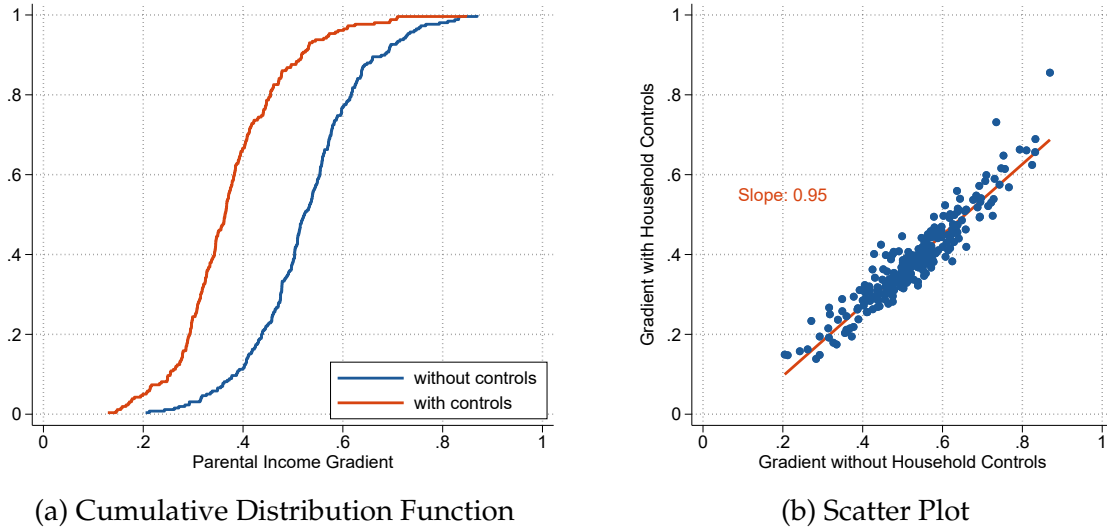 1
.8
.6
.4
.2
0
without controls
with controls
0 .2 .4 .6 .8 1
Parental Income Gradient
(a) Cumulative Distribution Function
Gradient with Household Controls
1
.8
.6
.4
.2
0
Slope: 0.95
0 .2 .4 .6 .8 1
Gradient without Household Controls
(b) Scatter Plot